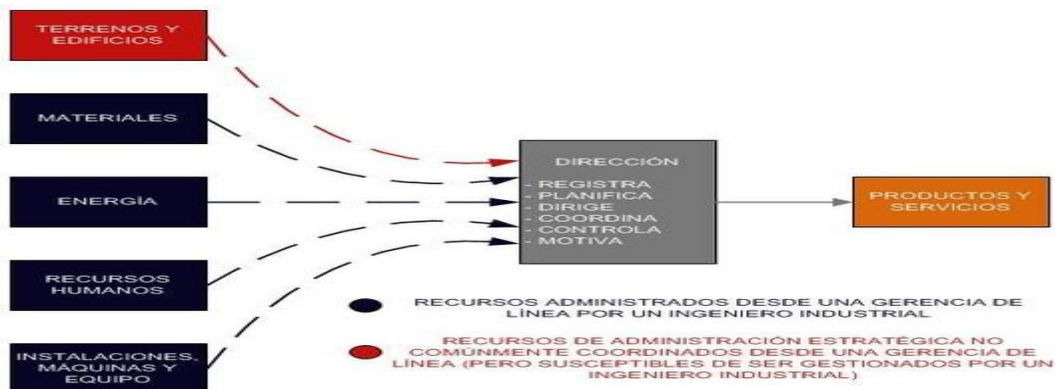 TERRENOS Y
EDIFICIOS
MATERIALES
ENERGÍA
RECURSOS
HUMANOS
INSTALACIONES,
MÁQUINAS Y
EQUIPO
DIRECCIÓN
- REGISTRA
- PLANIFICA
- DIRIGE
- COORDINA
- CONTROLA
- MOTIVA
PRODUCTOS Y
SERVICIOS
RECURSOS ADMINISTRADOS DESDE UNA GERENCIA DE
LÍNEA POR UN INGENIERO INDUSTRIAL
RECURSOS DE ADMINISTRACIÓN ESTRATÉGICA NO
COMÚNMENTE COORDINADOS DESDE UNA GERENCIA DE
LÍNEA (PERO SUSCEPTIBLES DE SER GESTIONADOS POR UN
INGENIERO INDUSTRIAL)